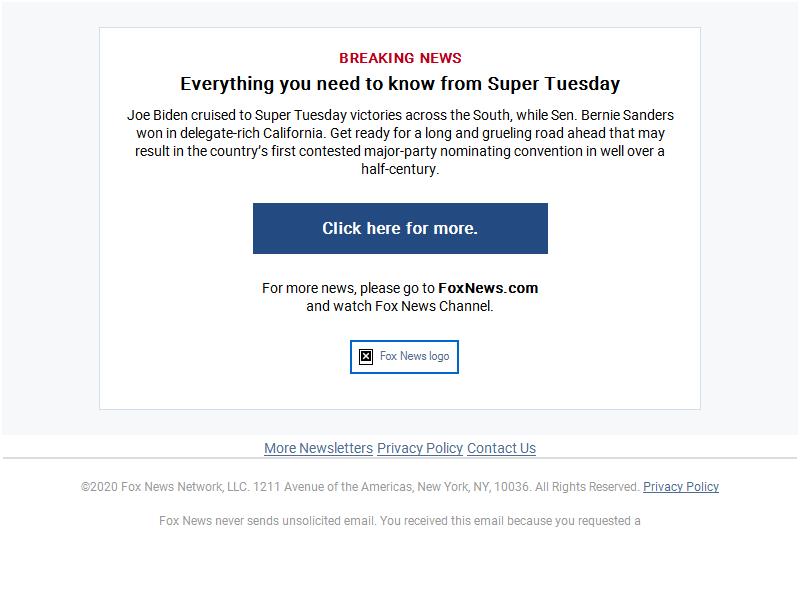 BREAKING NEWS
Everything you need to know from Super Tuesday
Joe Biden cruised to Super Tuesday victories across the South, while Sen. Bernie Sanders
won in delegate-rich California. Get ready for a long and grueling road ahead that may
result in the country's first contested major-party nominating convention in well over a
half-century.
Click here for more.
For more news, please go to FoxNews.com
and watch Fox News Channel.
Fox News logo
More Newsletters Privacy Policy Contact Us
©2020 Fox News Network, LLC. 1211 Avenue of the Americas, New York, NY, 10036. All Rights Reserved. Privacy Policy
Fox News never sends unsolicited email. You received this email because you requested a